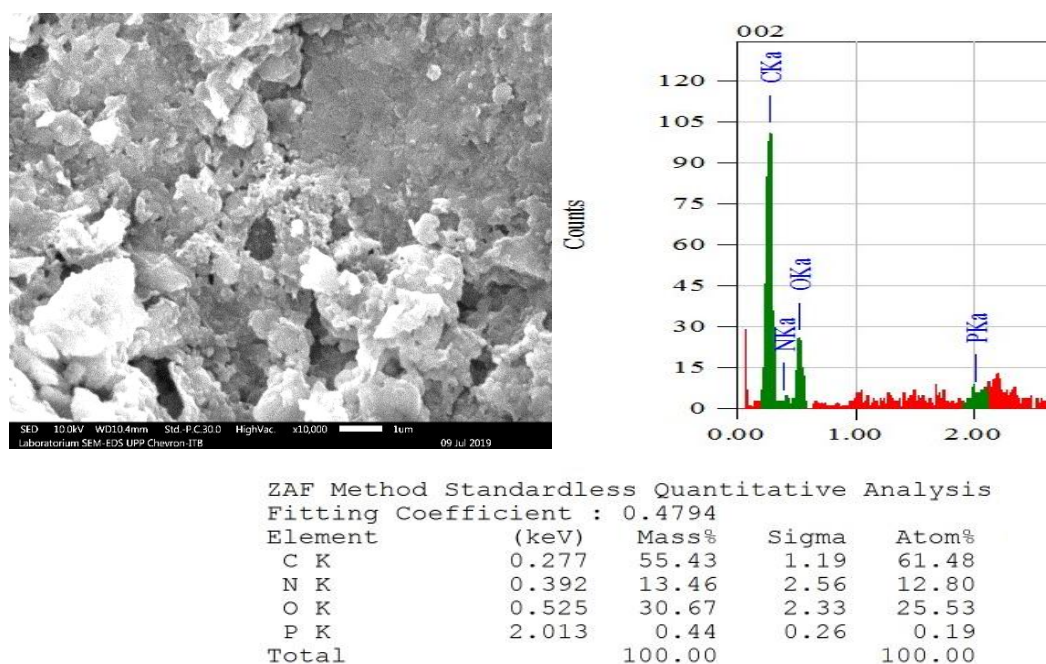 SED 10.0kV WD10.4mm Std.-P.C.30.0 HighVac. x10,000 1um
Laboratorium SEM-EDS UPP Chevron-ITB 09 Jul 2019
002
Counts
120
105
90
75
60
45
30
15
0
CKa
NKa
OKa
PKa
0.00 1.00 2.00
ZAF Method Standardless Quantitative Analysis
Fitting Coefficient : 0.4794
Element (keV) Mass% Sigma Atom%
C K 0.277 55.43 1.19 61.48
N K 0.392 13.46 2.56 12.80
O K 0.525 30.67 2.33 25.53
P K 2.013 0.44 0.26 0.19
Total 100.00 100.00